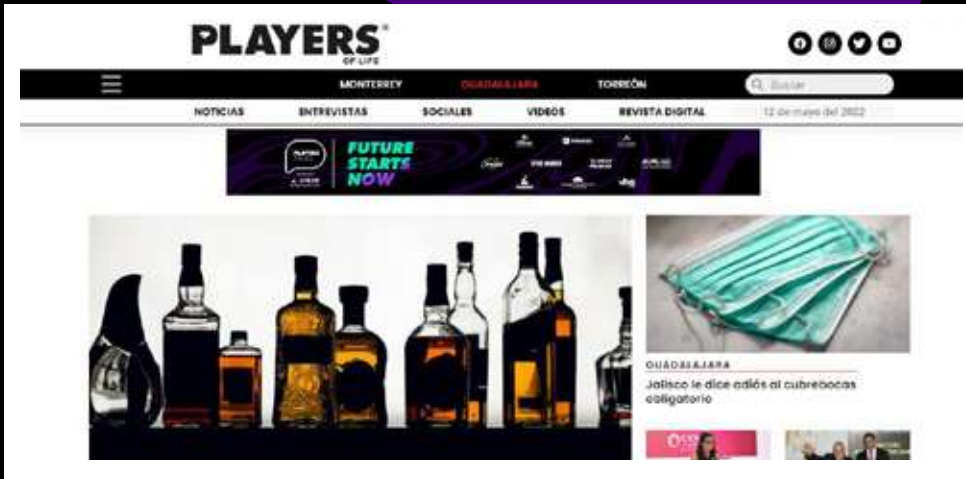 PLAYERS®
OF LIFE
MONTERREY GUADALAJARA TORREÓN Buscar
NOTICIAS ENTREVISTAS SOCIALES VIDEOS REVISTA DIGITAL 12 de mayo del 2022
FUTURE
STARTS
NOW
GUADALAJARA
Jalisco le dice adiós al cubrebocas
obligatorio